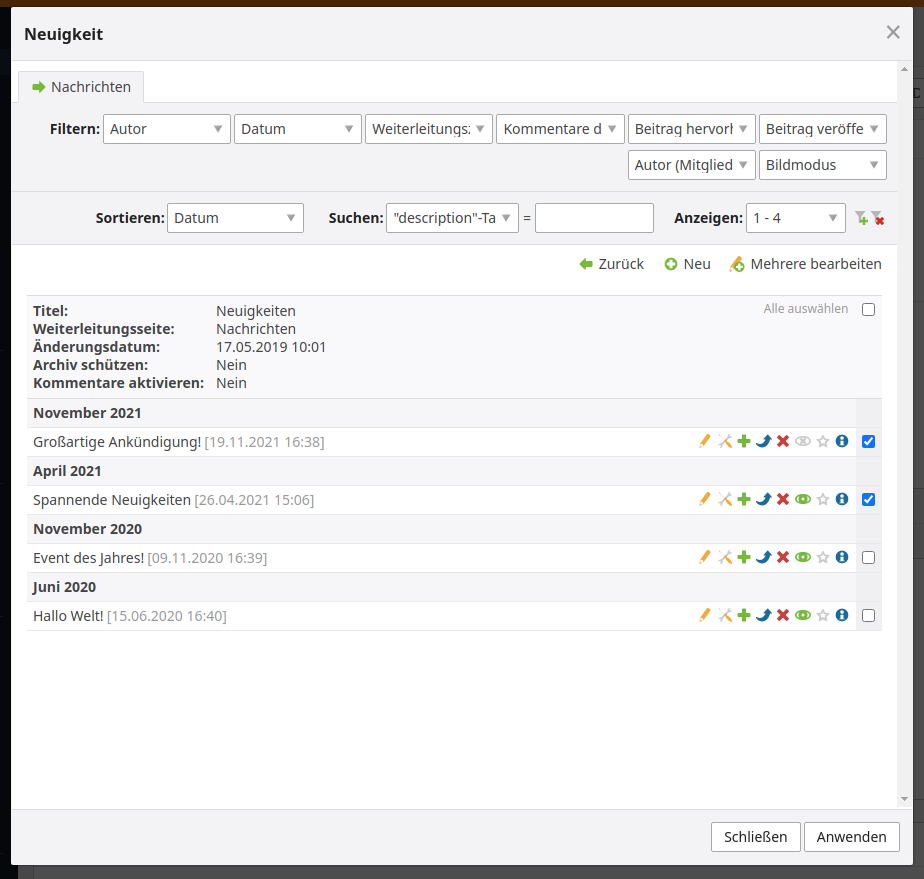 Neuigkeit
Nachrichten
Filtern: Autor Datum Weiterleitungs: Kommentare d Beitrag hervorh Beitrag veröffe
Autor (Mitglied Bildmodus
Sortieren: Datum Suchen: "description"-Ta = Anzeigen: 1 - 4
Zurück Neu Mehrere bearbeiten
Titel: Neuigkeiten Alle auswählen
Weiterleitungsseite: Nachrichten
Änderungsdatum: 17.05.2019 10:01
Archiv schützen: Nein
Kommentare aktivieren: Nein
November 2021
Großartige Ankündigung! [19.11.2021 16:38]
April 2021
Spannende Neuigkeiten [26.04.2021 15:06]
November 2020
Event des Jahres! [09.11.2020 16:39]
Juni 2020
Hallo Welt! [15.06.2020 16:40]
Schließen Anwenden